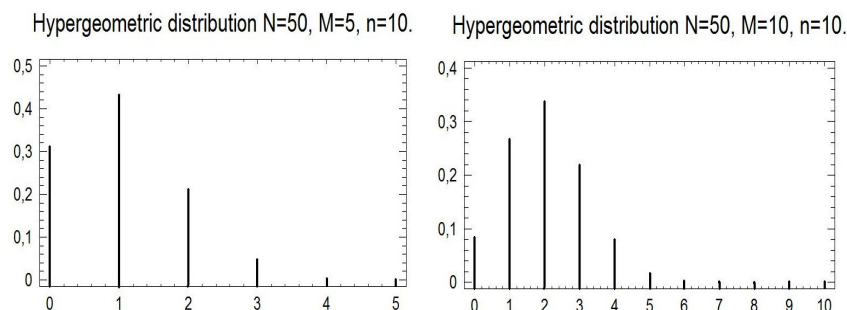 Hypergeometric distribution N=50, M=5, n=10.
0,5
0,4
0,3
0,2
0,1
0
0 1 2 3 4 5
Hypergeometric distribution N=50, M=10, n=10.
0,4
0,3
0,2
0,1
0
0 1 2 3 4 5 6 7 8 9 10